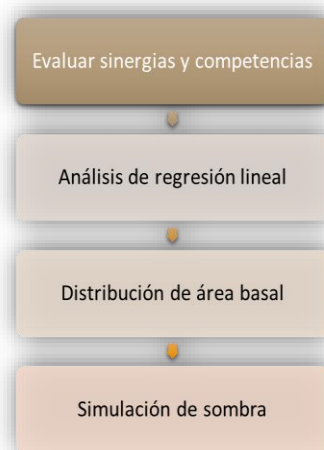 Evaluar sinergias y competencias
Análisis de regresión lineal
Distribución de área basal
Simulación de sombra